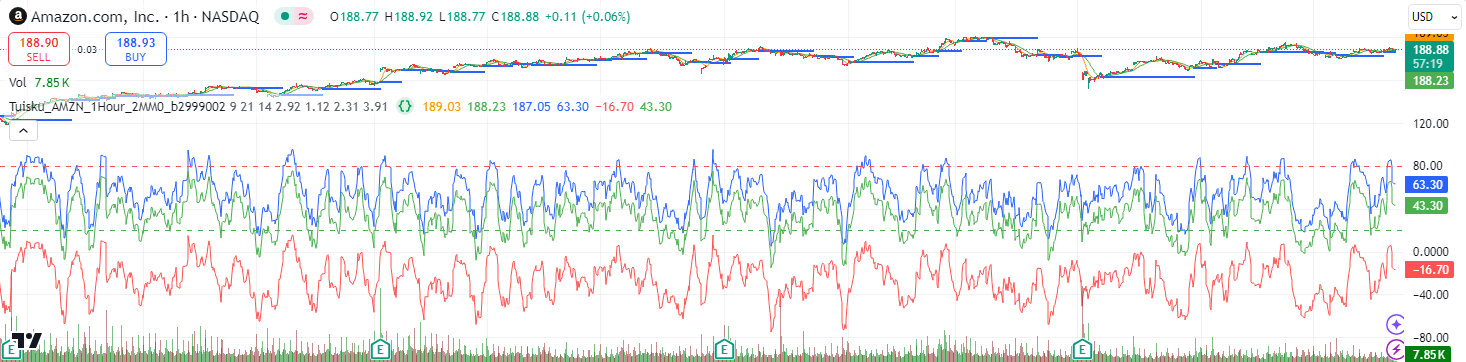 Amazon.com, Inc. · 1h · NASDAQ O188.77 H188.92 L188.77 C188.88 +0.11 (+0.06%)
USD
188.90 SELL
0.03
188.93 BUY
188.88
57:19
188.23
Vol 7.85 K
Tuisku_AMZN_1Hour_2MM0_b2999002 9 21 14 2.92 1.12 2.31 3.91 189.03 188.23 187.05 63.30 −16.70 43.30
120.00
80.00
63.30
43.30
0.0000
−16.70
−40.00
−80.00
E E E E
7.85 K